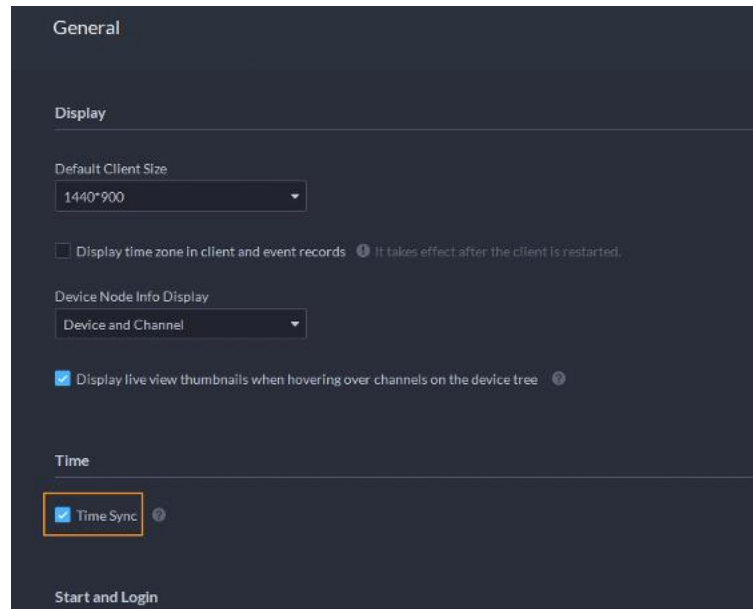 General
Display
Default Client Size
1440*900
Display time zone in client and event records It takes effect after the client is restarted.
Device Node Info Display
Device and Channel
Display live view thumbnails when hovering over channels on the device tree
Time
Time Sync
Start and Login